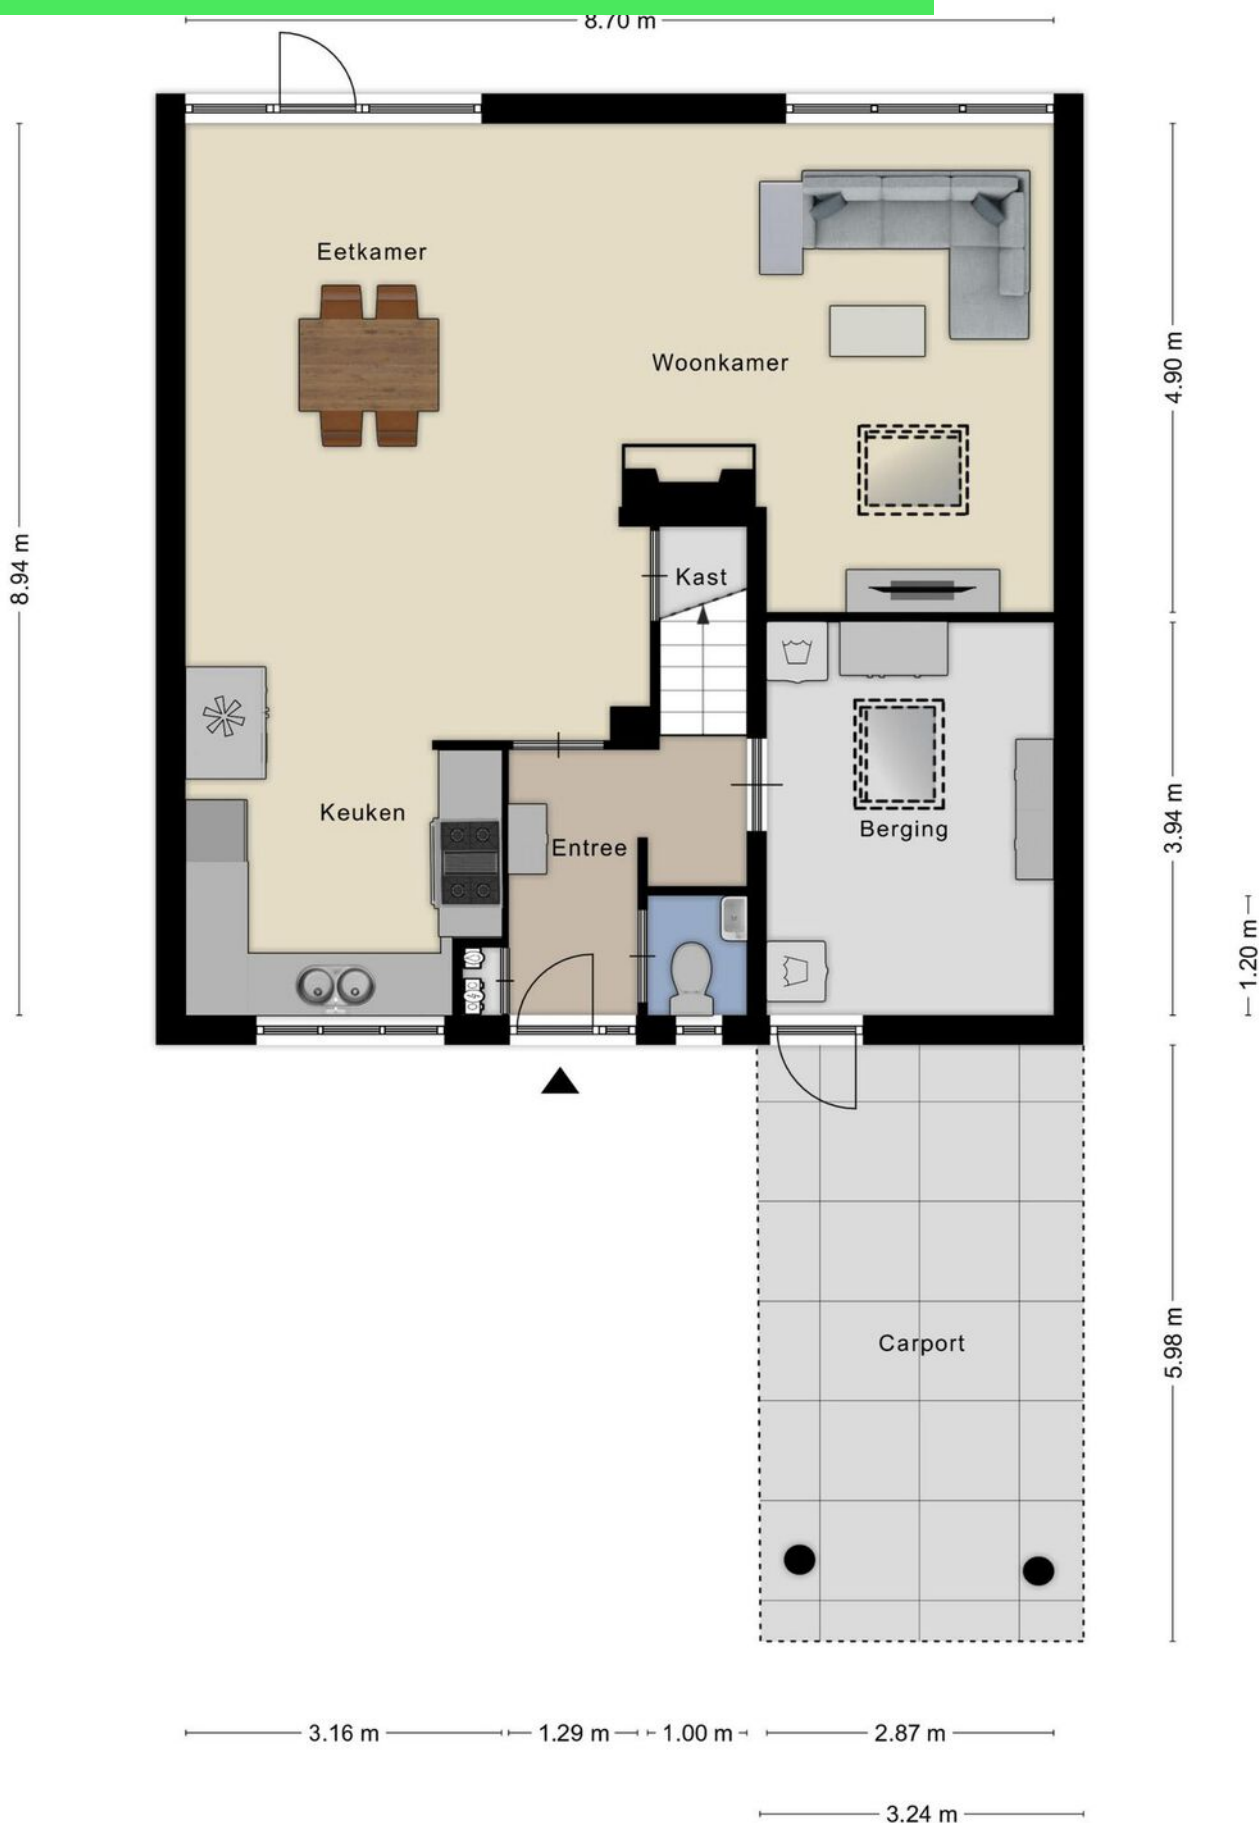 8.70 m
Eetkamer
Woonkamer
4.90 m
8.94 m
Kast
Keuken
Entree
Berging
3.94 m
1.20 m
Carport
5.98 m
3.16 m
1.29 m
1.00 m
2.87 m
3.24 m